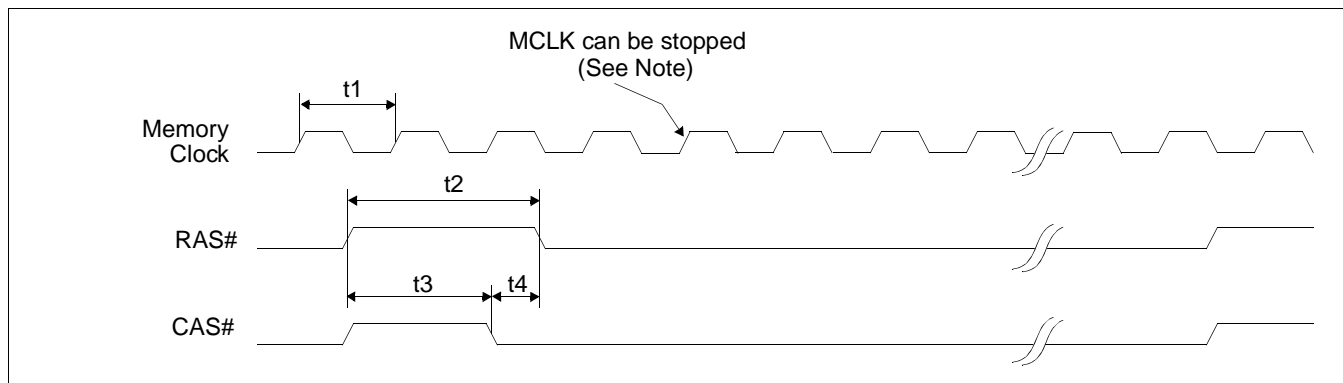 MCLK can be stopped
(See Note)
t1
Memory
Clock
t2
RAS#
t3
t4
CAS#